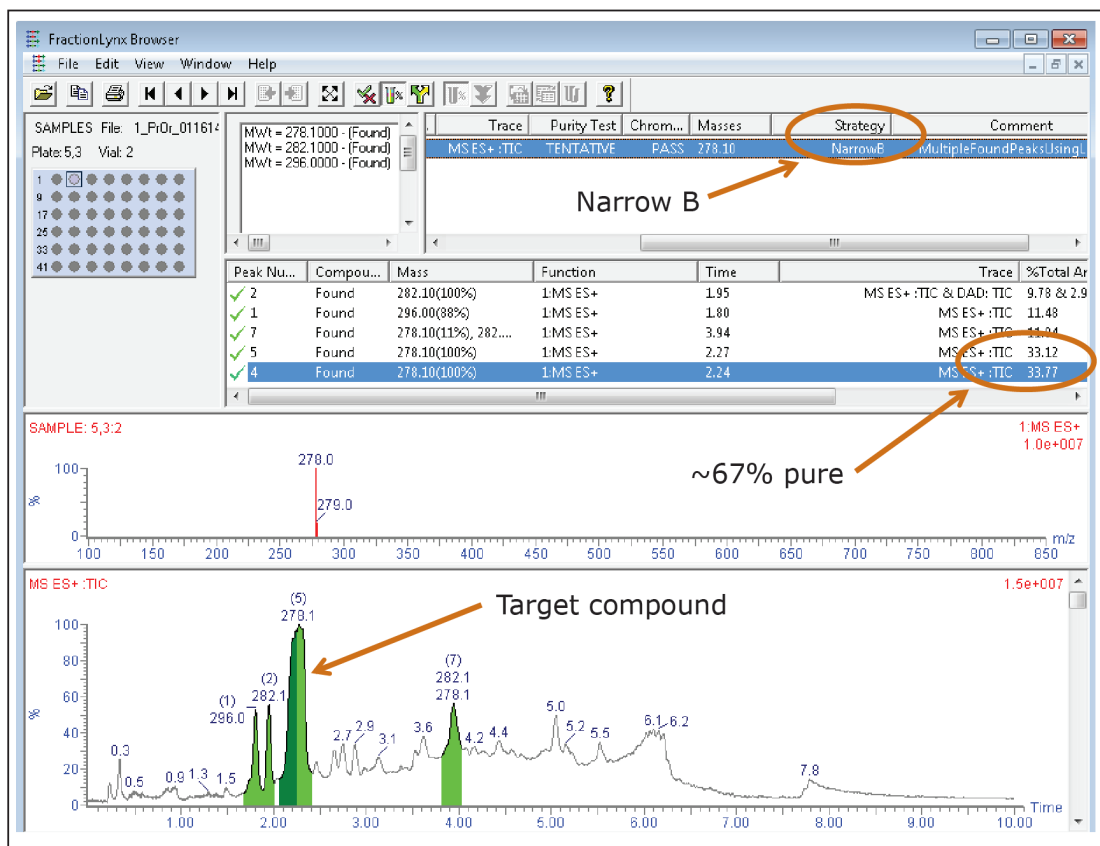 FractionLynx Browser
File Edit View Window Help
SAMPLES File: 1_Pr0r_011614
Plate: 5,3 Vial: 2
1
9
17
25
33
41
MWt = 278.1000 - (Found)
MWt = 282.1000 - (Found)
MWt = 296.0000 - (Found)
. Trace Purity Test Chrom... Masses Strategy Comment
MS ES+ :TIC TENTATIVE PASS 278.10 NarrowB MultipleFoundPeaksUsingL
Narrow B
Peak Nu... Compou... Mass Function Time Trace %Total Ar
2 Found 282.10(100%) 1:MS ES+ 1.95 MS ES+ :TIC & DAD: TIC 9.78 & 2.9
1 Found 296.00(88%) 1:MS ES+ 1.80 MS ES+ :TIC 11.48
7 Found 278.10(11%), 282.... 1:MS ES+ 3.94 MS ES+ :TIC
5 Found 278.10(100%) 1:MS ES+ 2.27 MS ES+ :TIC 33.12
4 Found 278.10(100%) 1:MS ES+ 2.24 MS ES+ :TIC 33.77
~67% pure
SAMPLE: 5,3:2
1:MS ES+
1.0e+007
278.0
279.0
100
%
0
100 150 200 250 300 350 400 450 500 550 600 650 700 750 800 850 m/z
MS ES+ :TIC
1.5e+007
Target compound
(5)
278.1
(2)
282.1
(1)
296.0
(7)
282.1
278.1
0.3 0.5 0.9 1.3 1.5 2.7 2.9 3.1 3.6 4.2 4.4 5.0 5.2 5.5 6.1 6.2 7.8
100
80
60
%
40
20
0
1.00 2.00 3.00 4.00 5.00 6.00 7.00 8.00 9.00 10.00 Time